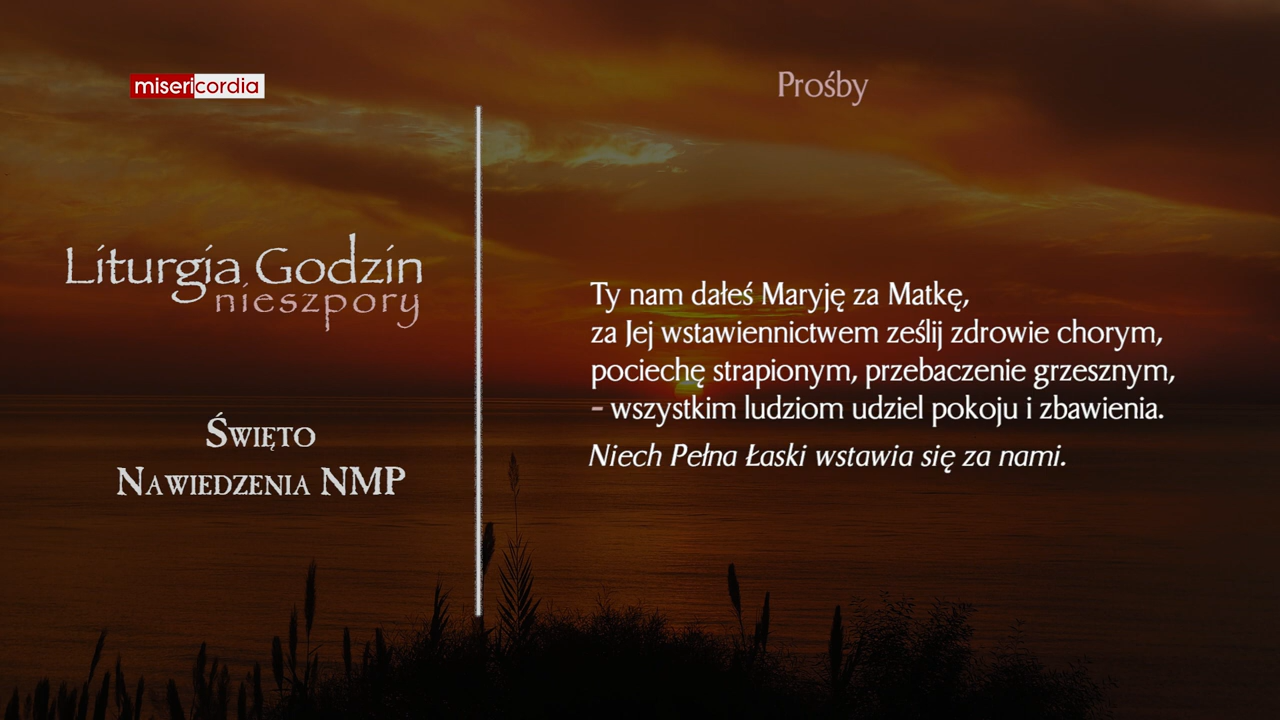 misericordia
Prośby
Liturgia Godzin
nieszpory
Święto
Nawiedzenia NMP
Ty nam dałeś Maryję za Matkę,
za Jej wstawiennictwem ześlij zdrowie chorym,
pociechę strapionym, przebaczenie grzesznym,
- wszystkim ludziom udziel pokoju i zbawienia.
Niech Pełna Łaski wstawia się za nami.